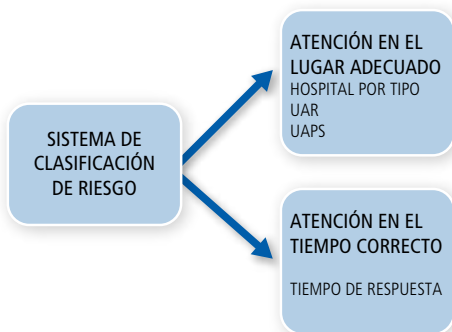 SISTEMA DE
CLASIFICACIÓN
DE RIESGO
ATENCIÓN EN EL
LUGAR ADECUADO
HOSPITAL POR TIPO
UAR
UAPS
ATENCIÓN EN EL
TIEMPO CORRECTO
TIEMPO DE RESPUESTA